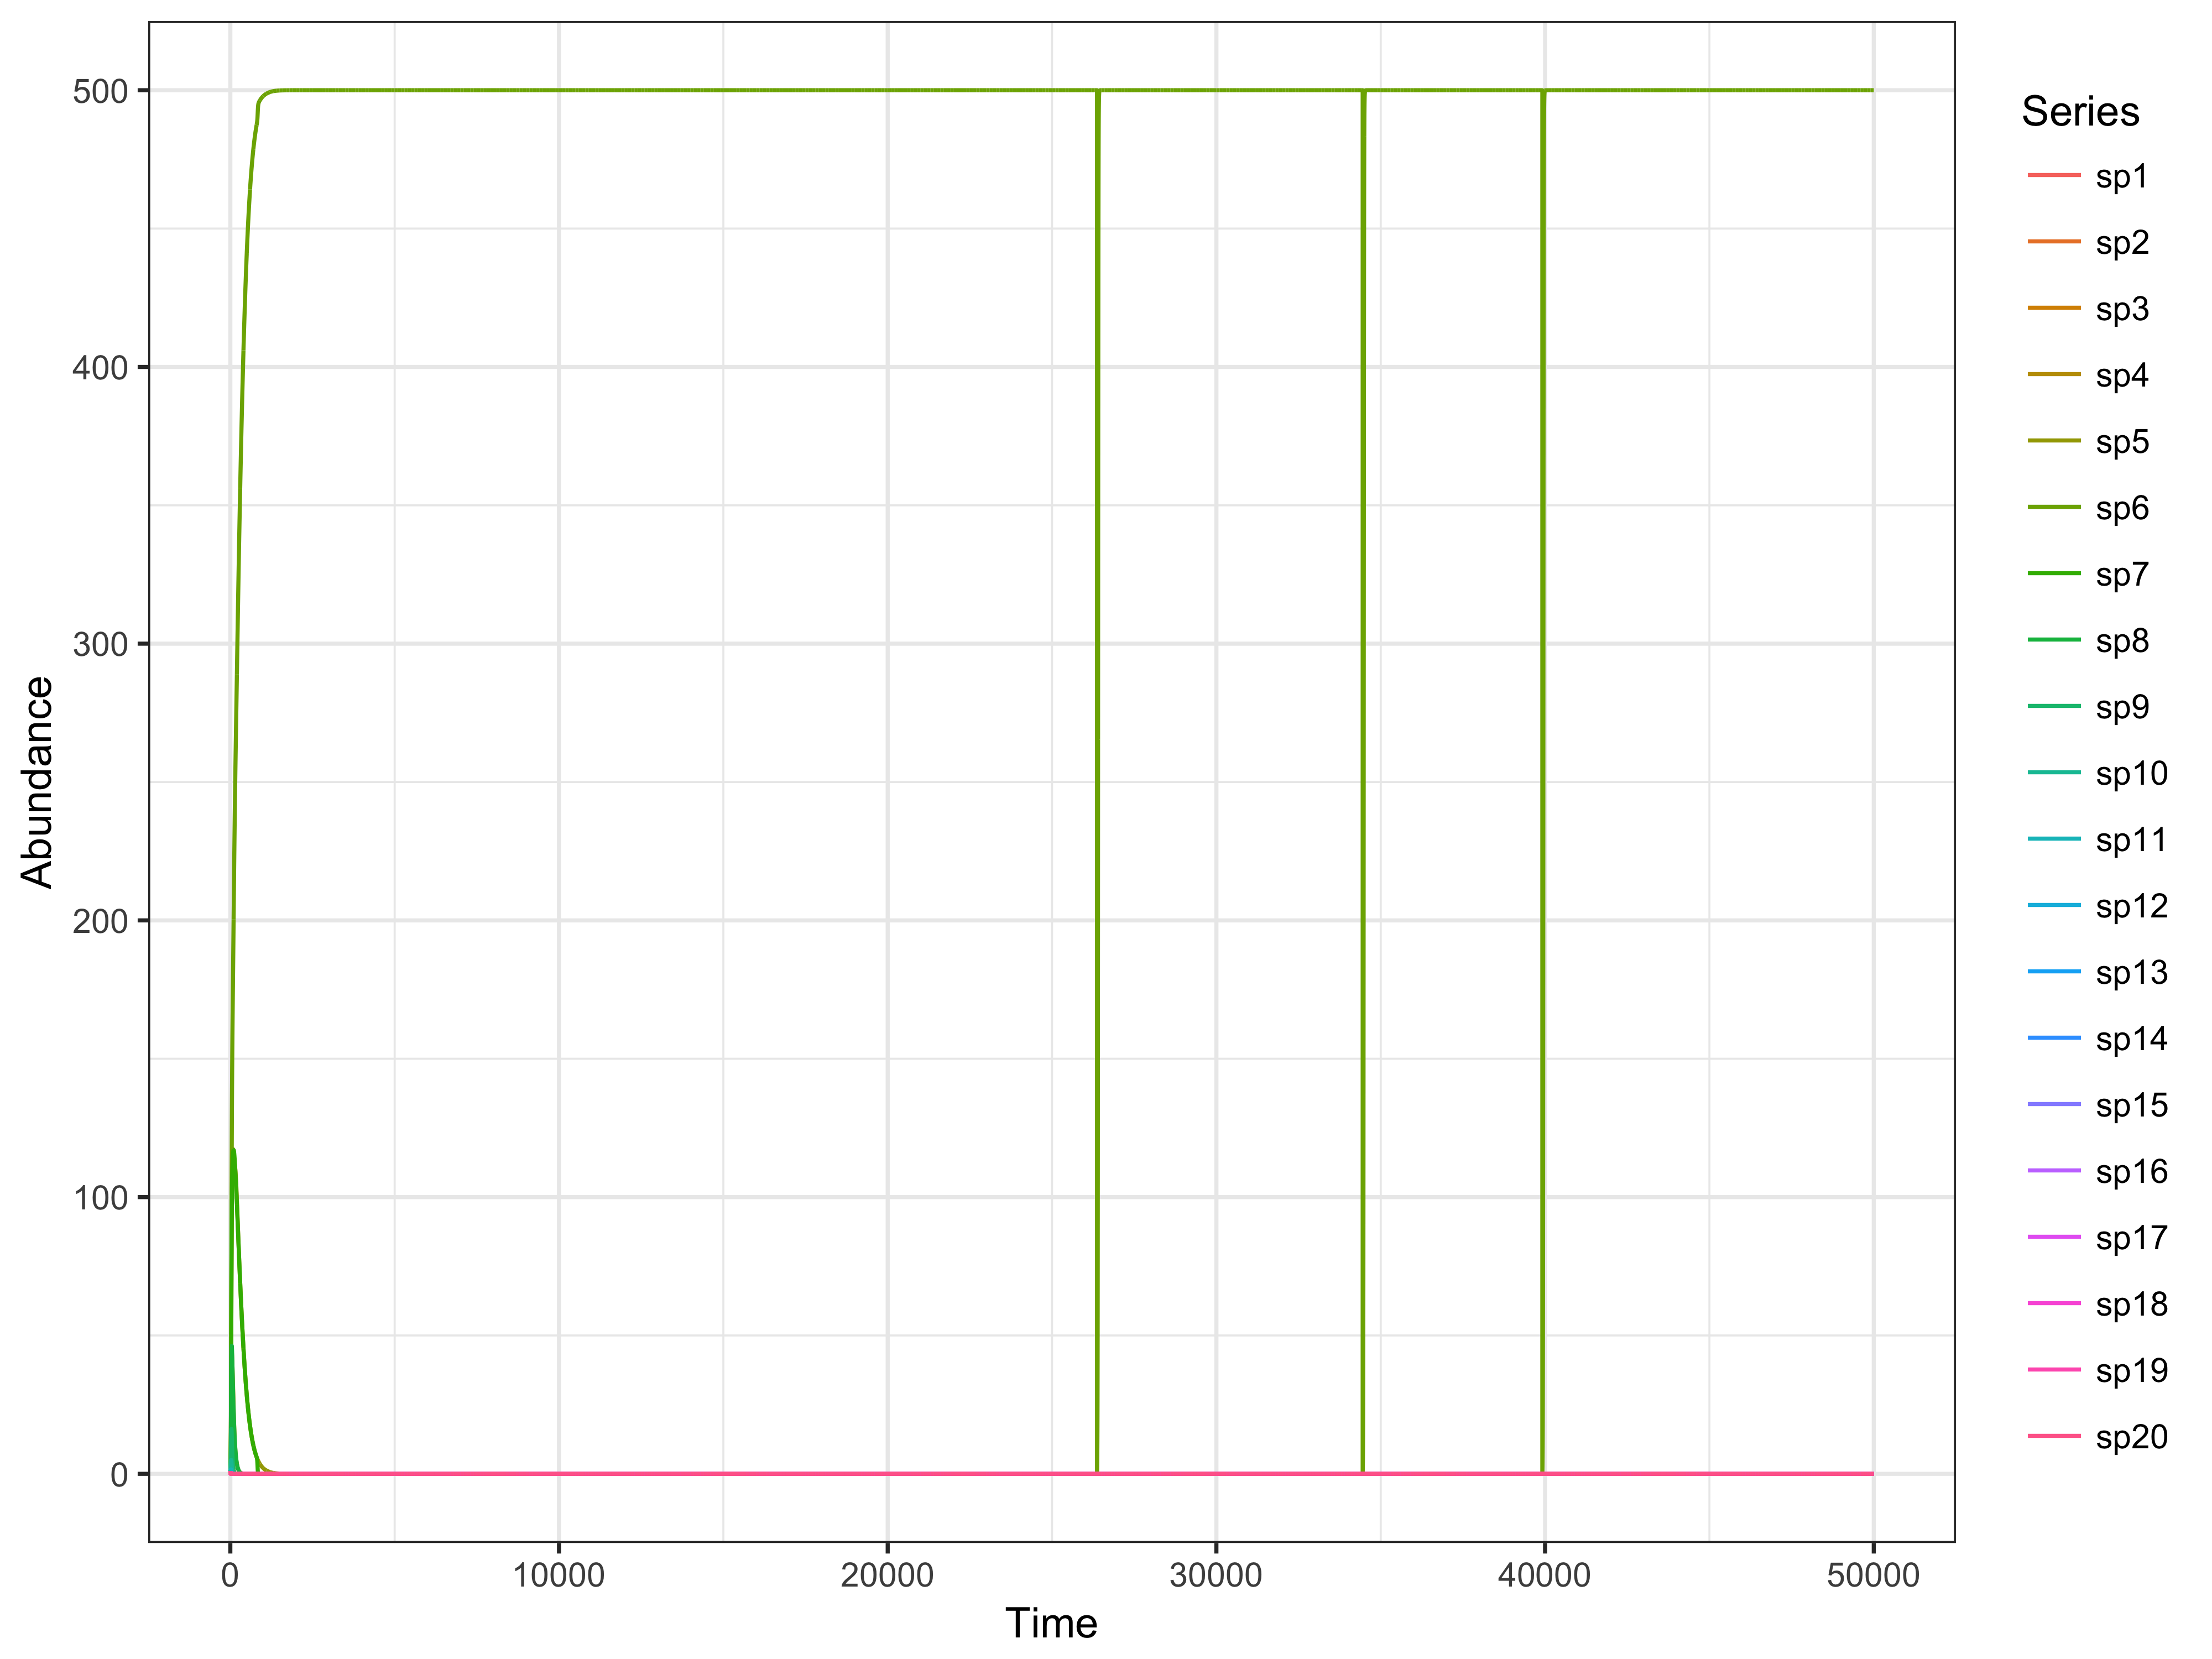 500
400
300
200
100
0
Abundance
0 10000 20000 30000 40000 50000
Time
Series
sp1
sp2
sp3
sp4
sp5
sp6
sp7
sp8
sp9
sp10
sp11
sp12
sp13
sp14
sp15
sp16
sp17
sp18
sp19
sp20